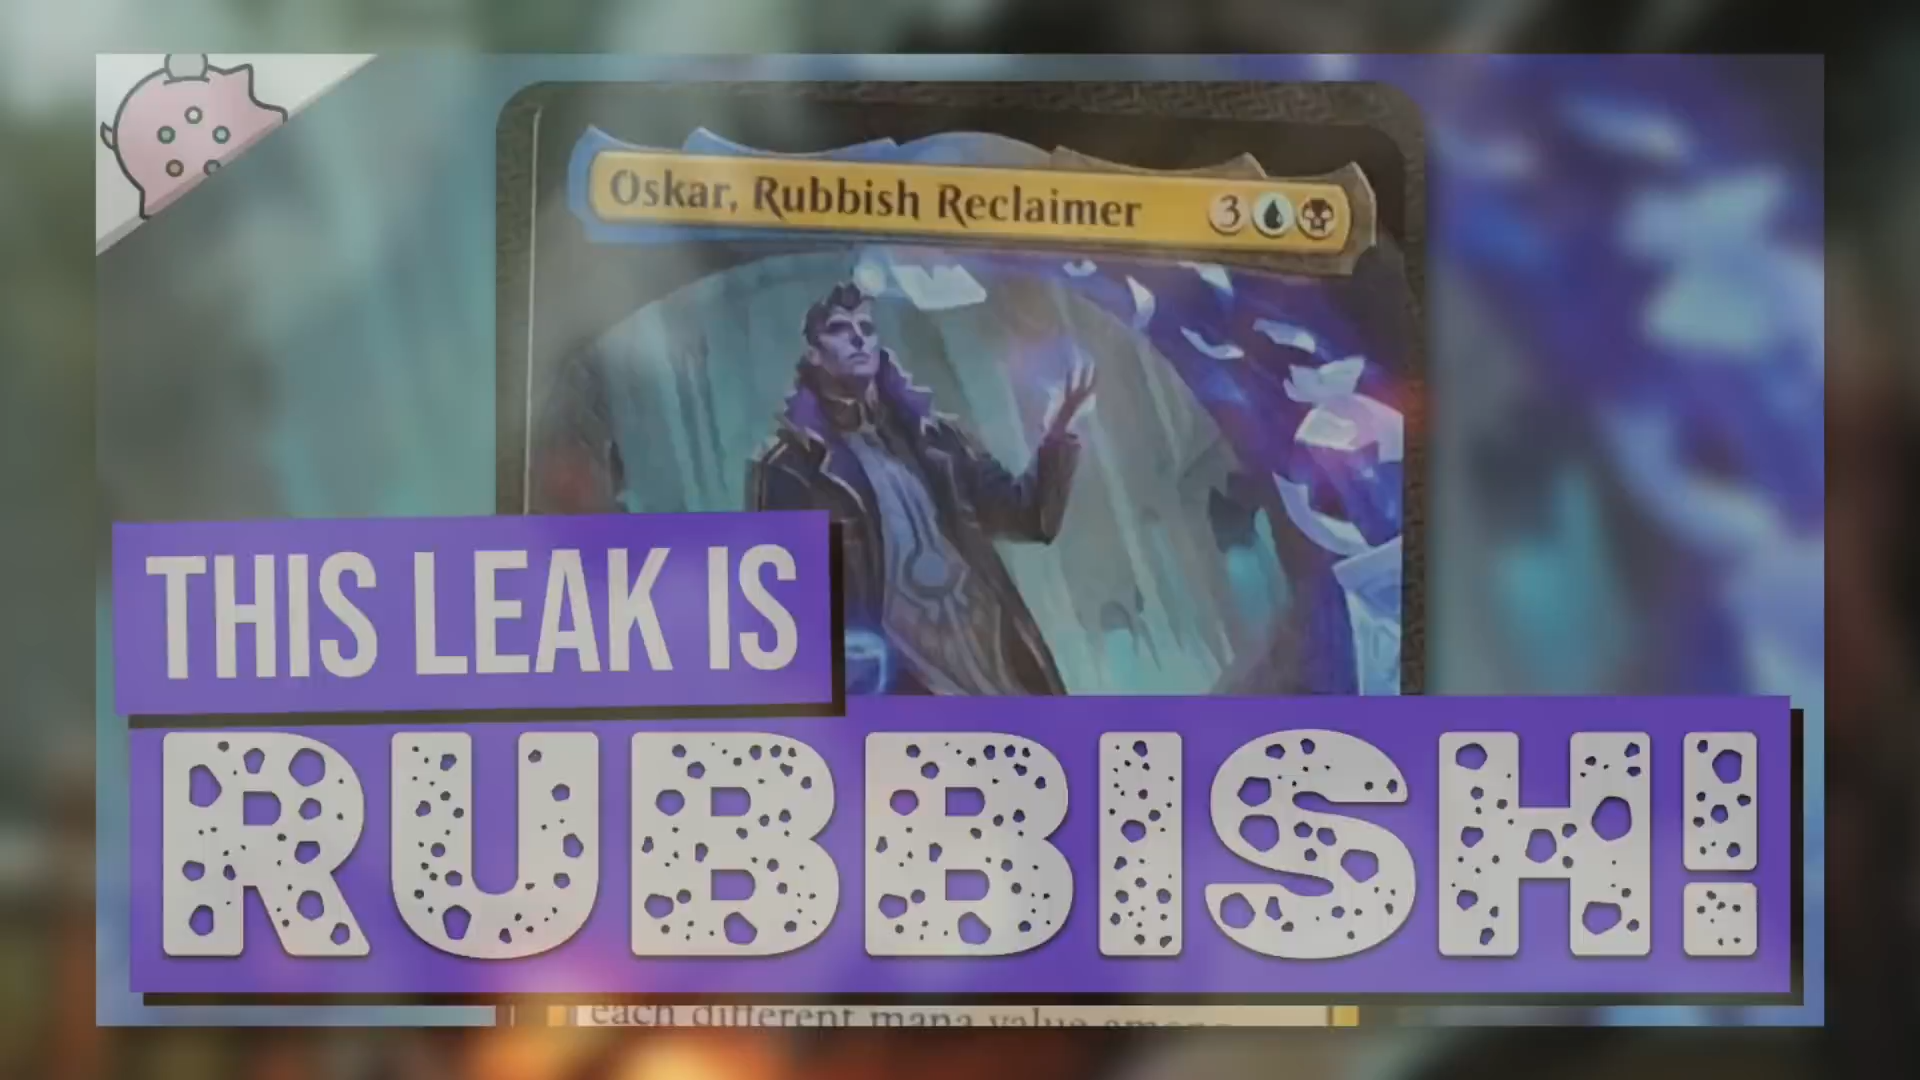 Oskar, Rubbish Reclaimer 3
THIS LEAK IS
RUBBISH!
each different mana value